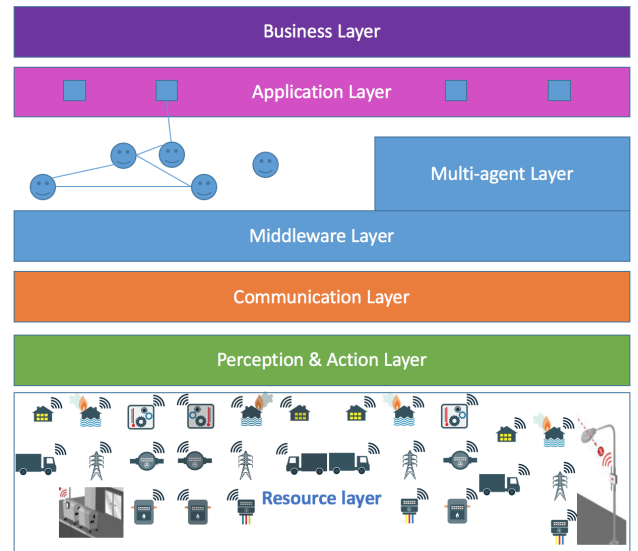 Business Layer
Application Layer
Multi-agent Layer
Middleware Layer
Communication Layer
Perception & Action Layer
Resource layer